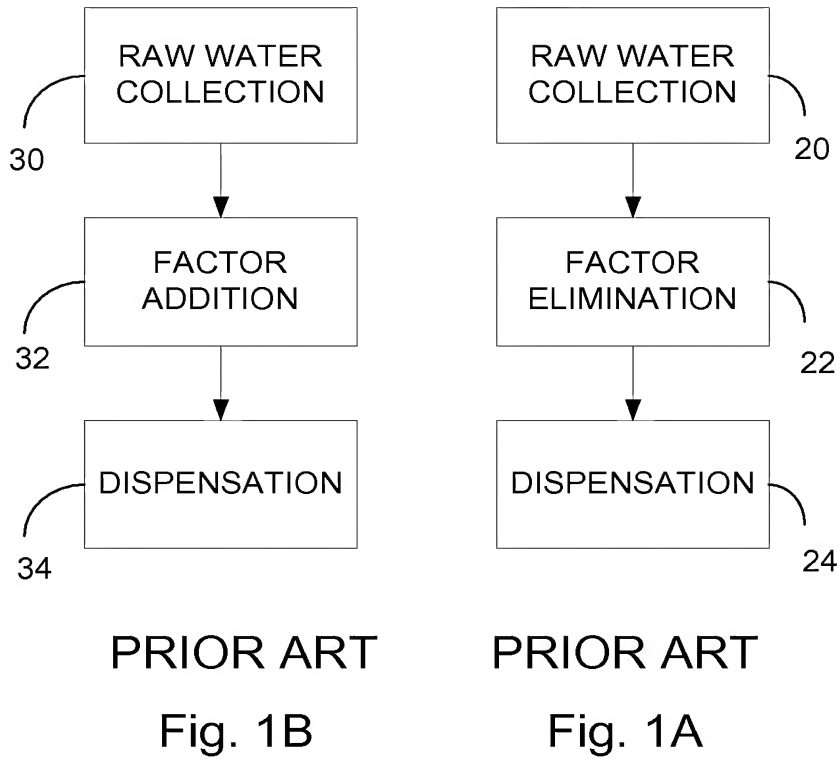 RAW WATER
COLLECTION
30
FACTOR
ADDITION
32
DISPENSATION
34
PRIOR ART
Fig. 1B
RAW WATER
COLLECTION
20
FACTOR
ELIMINATION
22
DISPENSATION
24
PRIOR ART
Fig. 1A